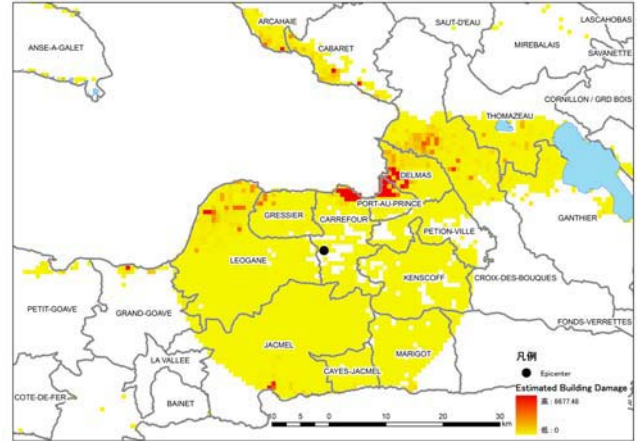 ARCAHAIE
SAUT-D'EAU
LASCHOBAS
ANSE-A-GALET
CABARET
MIREBALAIS
SAVANETTE
CORNILLON / GRD BOIS
THOMAZEAU
DELMAS
PORT-AU-PRINCE
GRESSIER
CARREFOUR
GANTHIER
PETION-VILLE
LEOGANE
KENSCOFF
CROIX-DES-BOUQUES
PETIT-GOAVE
GRAND-GOAVE
FONDS-VERRETTES
JACMEL
LA VALLEE
MARIGOT
CAYES-JACMEL
COTE-DE-FER
BAINET
凡例
Epicenter
Estimated Building Damage
高 : 6677.48
低 : 0
10 5 0 10 20 30
km